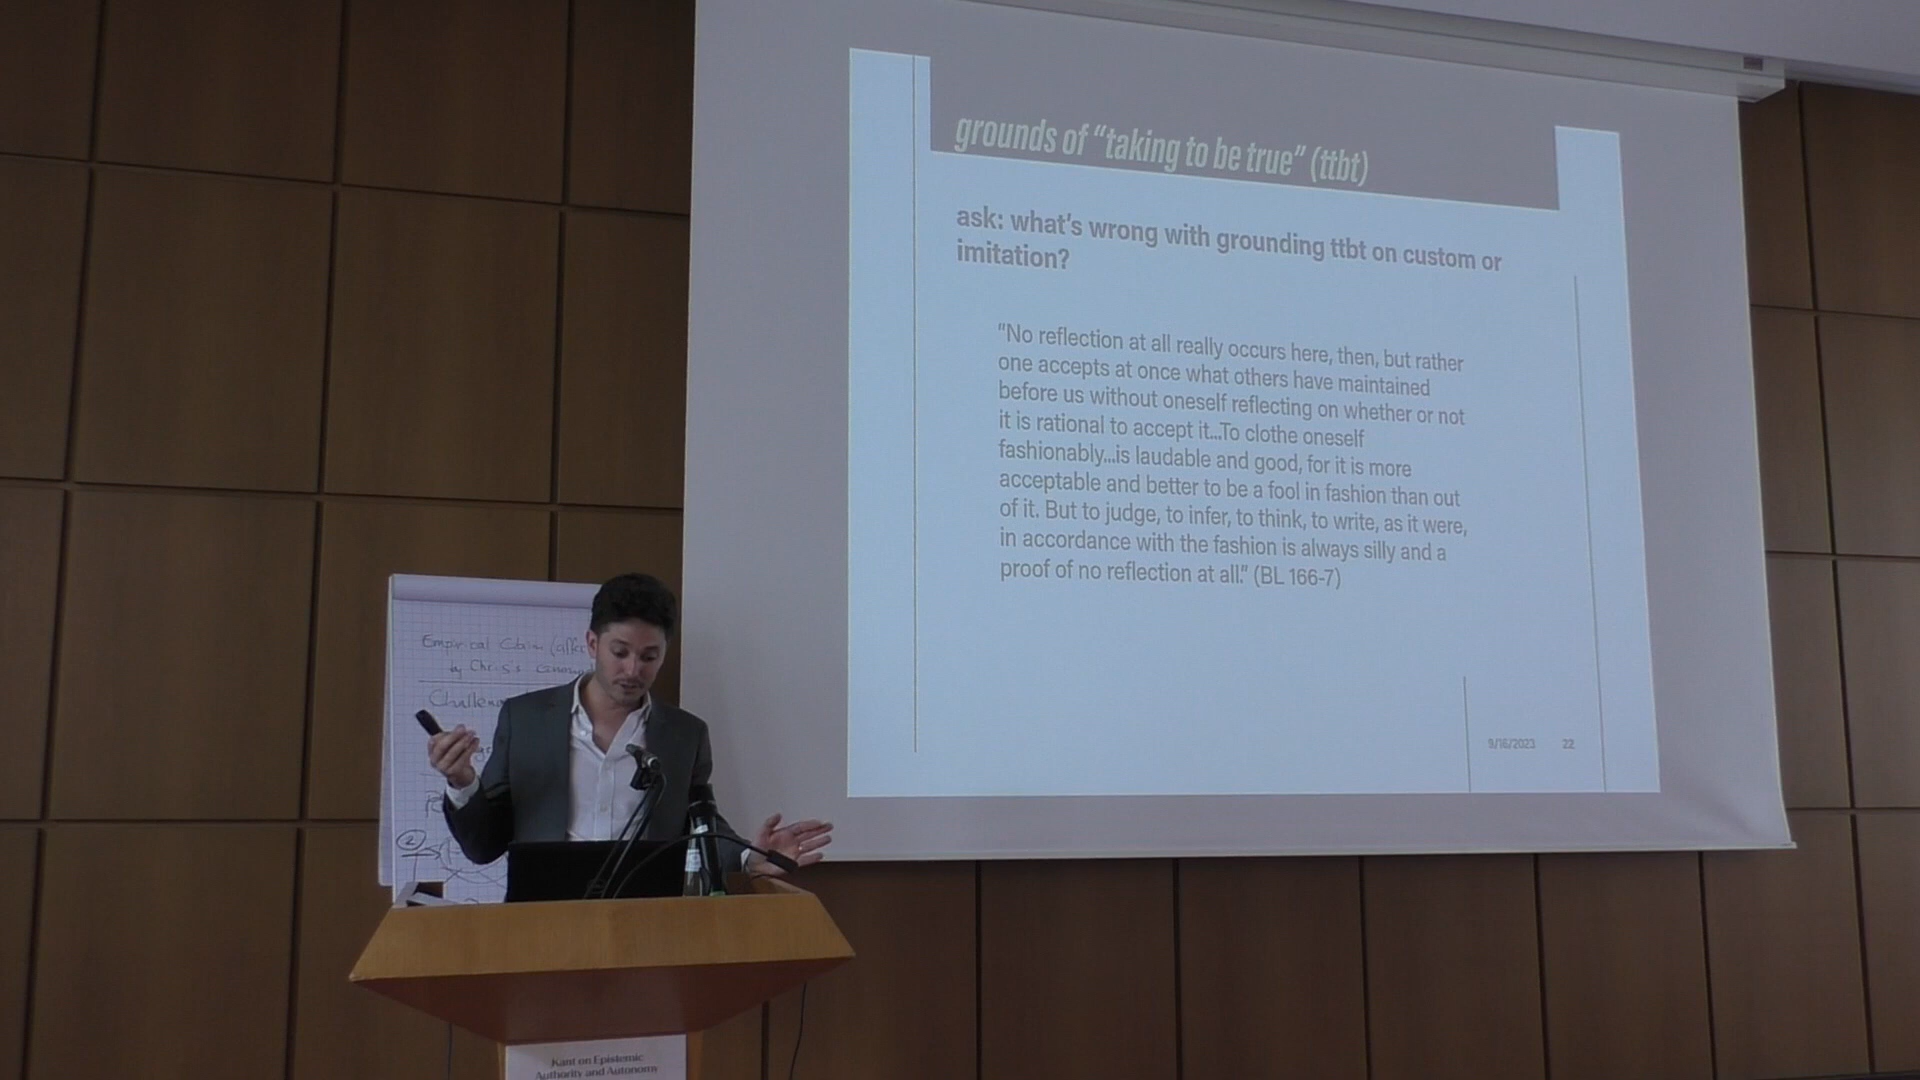 grounds of “taking to be true” (ttbt)
ask: what's wrong with grounding ttbt on custom or
imitation?
“No reflection at all really occurs here, then, but rather
one accepts at once what others have maintained
before us without oneself reflecting on whether or not
it is rational to accept it...To clothe oneself
fashionably...is laudable and good, for it is more
acceptable and better to be a fool in fashion than out
of it. But to judge, to infer, to think, to write, as it were,
in accordance with the fashion is always silly and a
proof of no reflection at all.” (BL 166-7)
9/16/2023 22
Empirical Claim
by Chris's
2
Kant on Epistemic
Authority and Autonomy